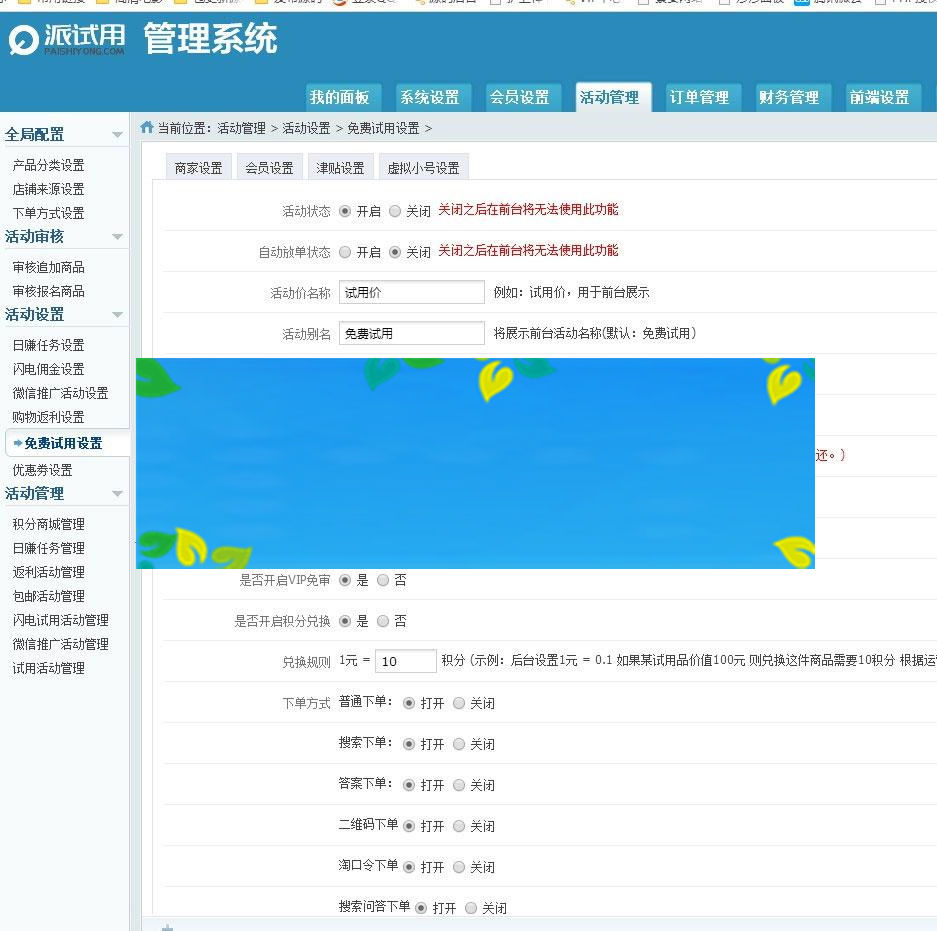 派试用 管理系统
PAISHIYONG.COM
我的面板 系统设置 会员设置 活动管理 订单管理 财务管理 前端设置
当前位置：活动管理 > 活动设置 > 免费试用设置 >
全局配置
产品分类设置
店铺来源设置
下单方式设置
活动审核
审核追加商品
审核报名商品
活动设置
日赚任务设置
闪电佣金设置
微信推广活动设置
购物返利设置
免费试用设置
优惠券设置
活动管理
积分商城管理
日赚任务管理
返利活动管理
包邮活动管理
闪电试用活动管理
微信推广活动管理
试用活动管理
商家设置 会员设置 津贴设置 虚拟小号设置
活动状态 开启 关闭 关闭之后在前台将无法使用此功能
自动放单状态 开启 关闭 关闭之后在前台将无法使用此功能
活动价名称 试用价 例如：试用价，用于前台展示
活动别名 免费试用 将展示前台活动名称(默认：免费试用)
还。)
是否开启VIP免审 是 否
是否开启积分兑换 是 否
兑换规则 1元 = 10 积分 (示例：后台设置1元 = 0.1 如果某试用品价值100元 则兑换这件商品需要10积分 根据运
下单方式 普通下单： 打开 关闭
搜索下单： 打开 关闭
答案下单： 打开 关闭
二维码下单 打开 关闭
淘口令下单 打开 关闭
搜索问答下单 打开 关闭